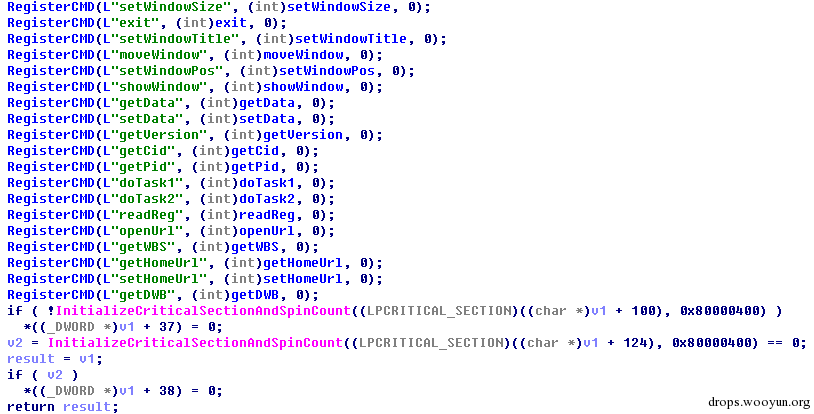 RegisterCMD(L"setWindowSize", (int)setWindowSize, 0);
RegisterCMD(L"exit", (int)exit, 0);
RegisterCMD(L"setWindowTitle", (int)setWindowTitle, 0);
RegisterCMD(L"moveWindow", (int)moveWindow, 0);
RegisterCMD(L"setWindowPos", (int)setWindowPos, 0);
RegisterCMD(L"showWindow", (int)showWindow, 0);
RegisterCMD(L"getData", (int)getData, 0);
RegisterCMD(L"setData", (int)setData, 0);
RegisterCMD(L"getVersion", (int)getVersion, 0);
RegisterCMD(L"getCid", (int)getCid, 0);
RegisterCMD(L"getPid", (int)getPid, 0);
RegisterCMD(L"doTask1", (int)doTask1, 0);
RegisterCMD(L"doTask2", (int)doTask2, 0);
RegisterCMD(L"readReg", (int)readReg, 0);
RegisterCMD(L"openUrl", (int)openUrl, 0);
RegisterCMD(L"getWBS", (int)getWBS, 0);
RegisterCMD(L"getHomeUrl", (int)getHomeUrl, 0);
RegisterCMD(L"setHomeUrl", (int)setHomeUrl, 0);
RegisterCMD(L"getDWB", (int)getDWB, 0);
if ( !InitializeCriticalSectionAndSpinCount((LPCRITICAL_SECTION)((char *)v1 + 100), 0x80000400) )
*((_DWORD *)v1 + 37) = 0;
v2 = InitializeCriticalSectionAndSpinCount((LPCRITICAL_SECTION)((char *)v1 + 124), 0x80000400) == 0;
result = v1;
if ( v2 )
*((_DWORD *)v1 + 38) = 0;
return result;
drops.wooyun.org